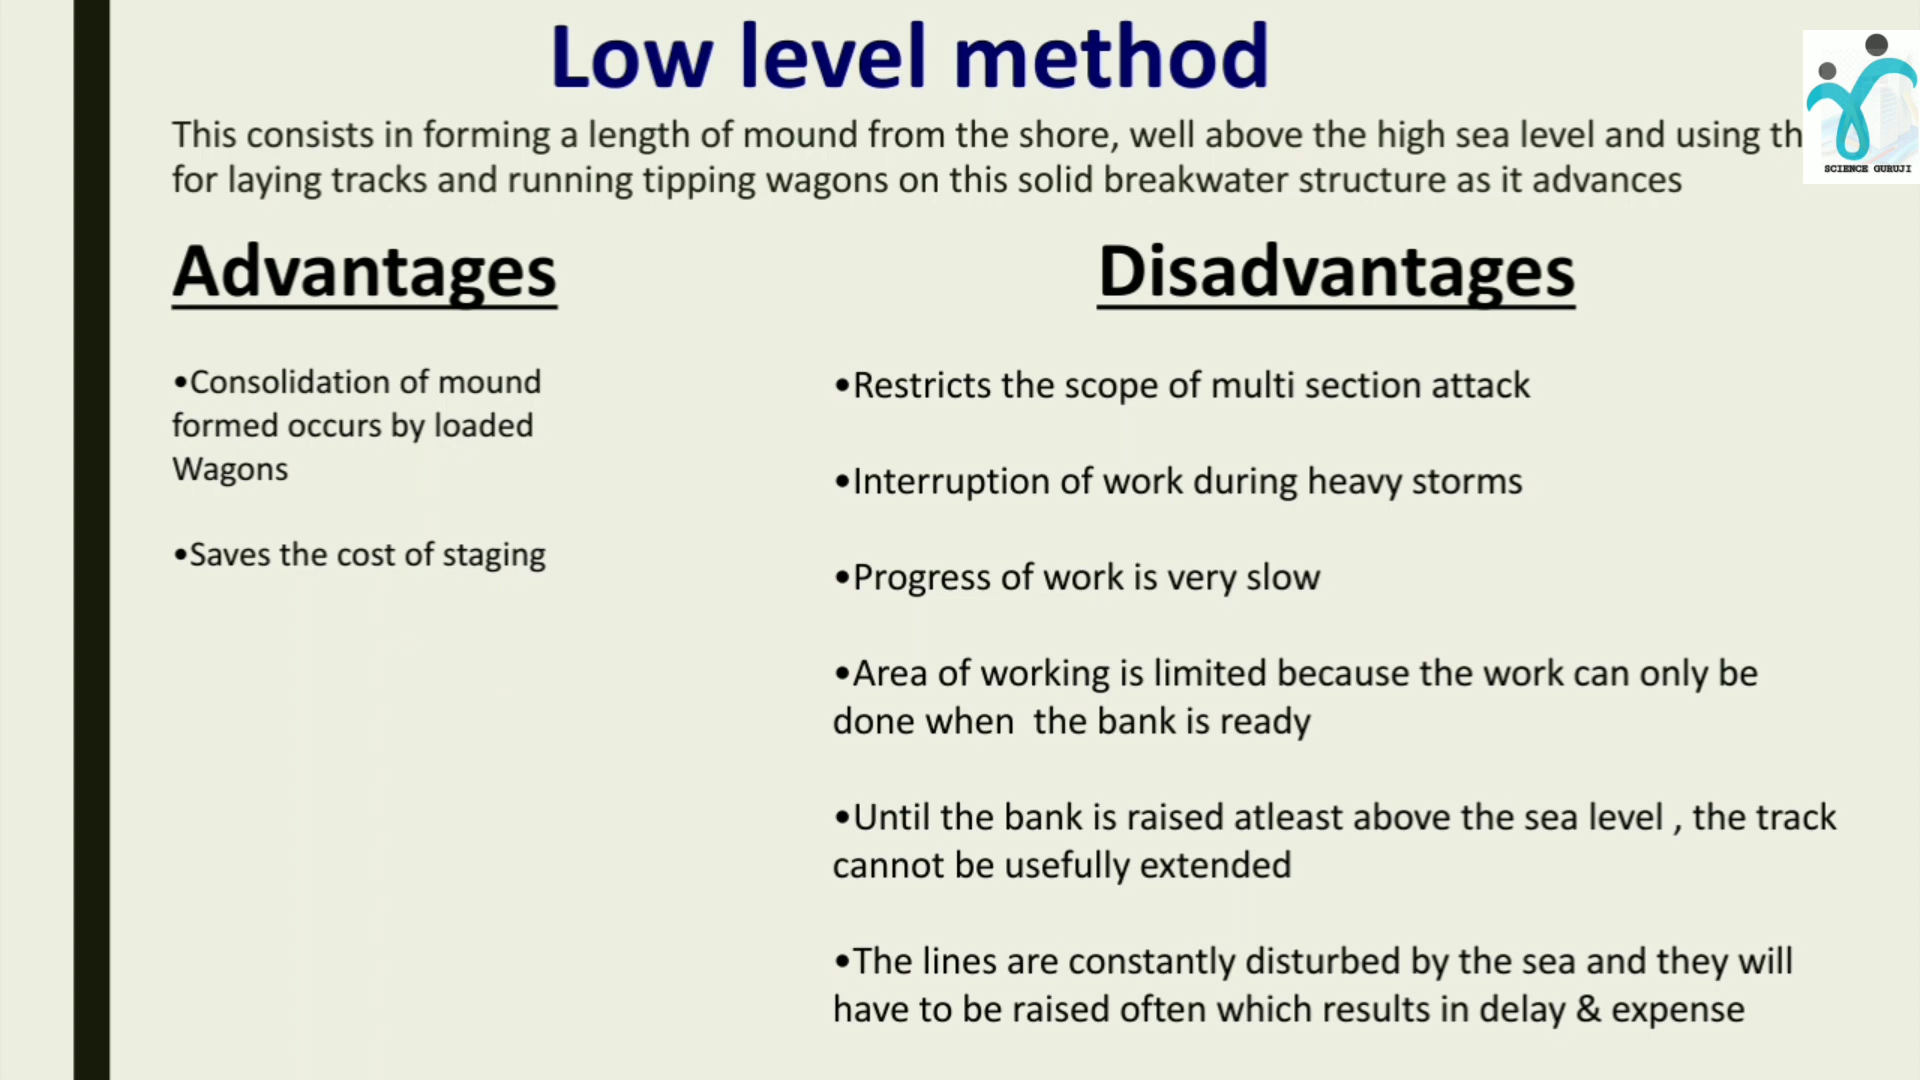 Low level method
This consists in forming a length of mound from the shore, well above the high sea level and using
for laying tracks and running tipping wagons on this solid breakwater structure as it advances
SCIENCE GURUJI
Advantages
•Consolidation of mound
formed occurs by loaded
Wagons
•Saves the cost of staging
Disadvantages
•Restricts the scope of multi section attack
•Interruption of work during heavy storms
•Progress of work is very slow
•Area of working is limited because the work can only be
done when the bank is ready
•Until the bank is raised atleast above the sea level , the track
cannot be usefully extended
•The lines are constantly disturbed by the sea and they will
have to be raised often which results in delay & expense